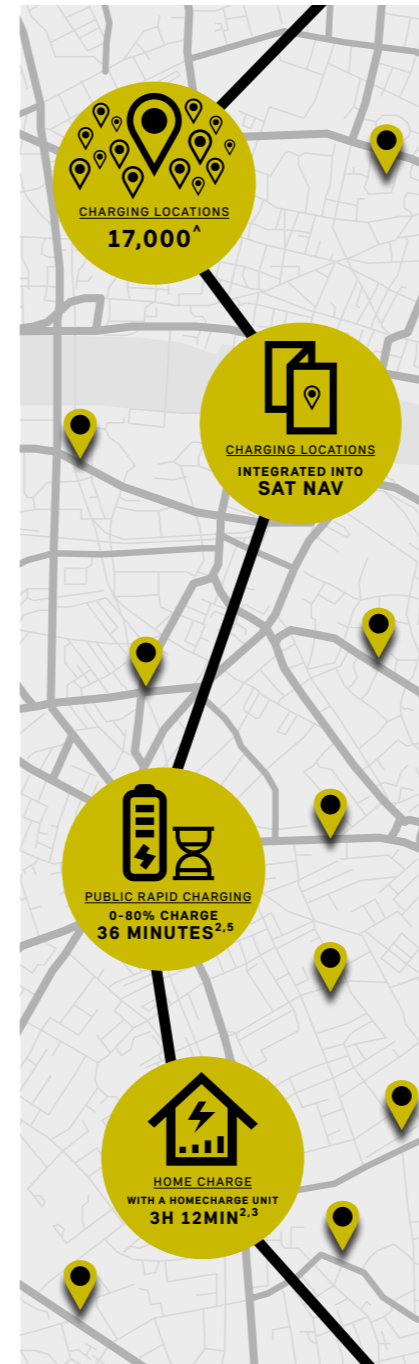 CHARGING LOCATIONS
17,000^
CHARGING LOCATIONS
INTEGRATED INTO
SAT NAV
PUBLIC RAPID CHARGING
0-80% CHARGE
36 MINUTES2,5
HOME CHARGE
WITH A HOMECHARGE UNIT
3H 12MIN2,3